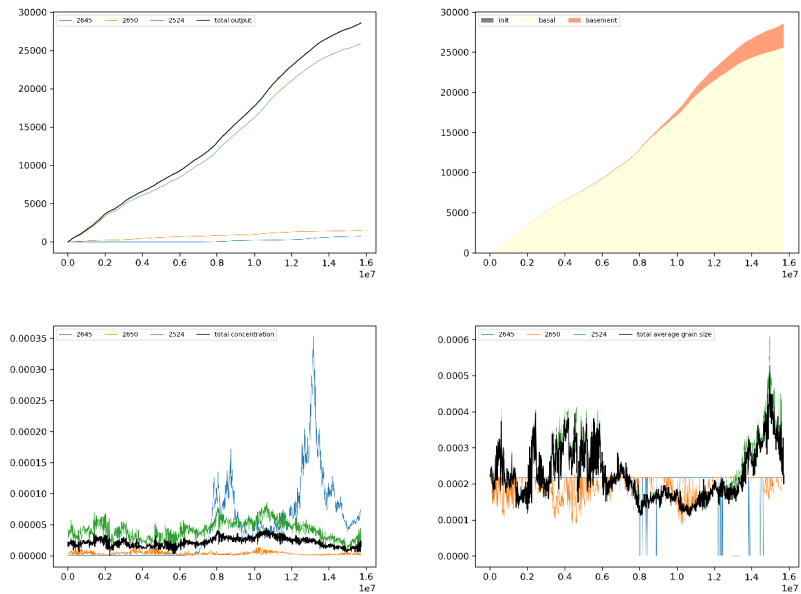 2645 2650 2524 total output
30000
25000
20000
15000
10000
5000
0
0.0 0.2 0.4 0.6 0.8 1.0 1.2 1.4 1.6
1e7
init basal basement
30000
25000
20000
15000
10000
5000
0
0.0 0.2 0.4 0.6 0.8 1.0 1.2 1.4 1.6
1e7
2645 2650 2524 total concentration
0.00035
0.00030
0.00025
0.00020
0.00015
0.00010
0.00005
0.00000
0.0 0.2 0.4 0.6 0.8 1.0 1.2 1.4 1.6
1e7
2645 2650 2524 total average grain size
0.0006
0.0005
0.0004
0.0003
0.0002
0.0001
0.0000
0.0 0.2 0.4 0.6 0.8 1.0 1.2 1.4 1.6
1e7